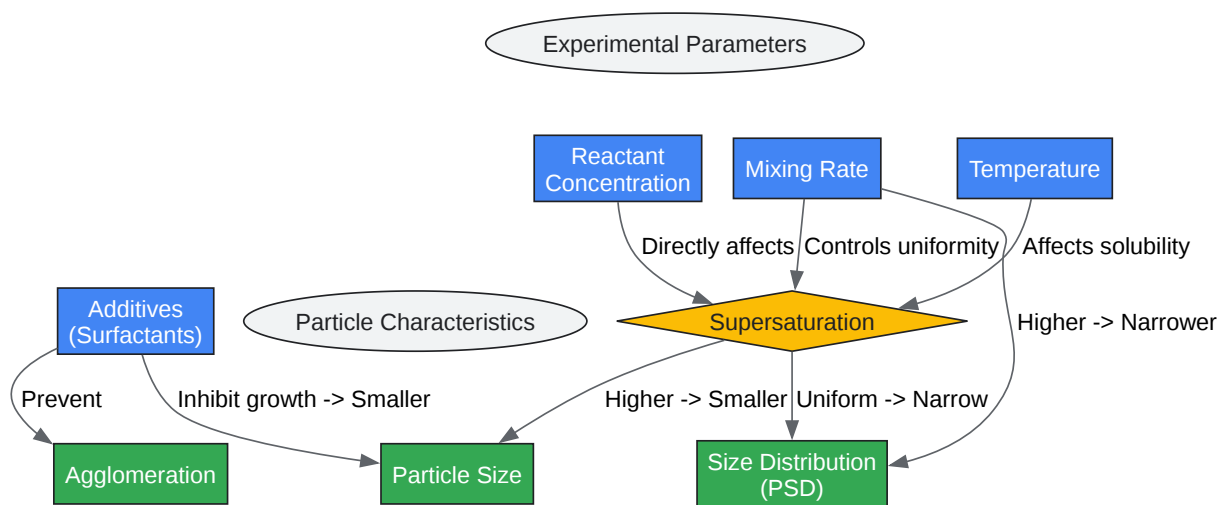 Experimental Parameters
Reactant
Concentration
Mixing Rate
Temperature
Directly affects
Controls uniformity
Affects solubility
Additives
(Surfactants)
Particle Characteristics
Supersaturation
Higher -> Narrower
Prevent
Inhibit growth -> Smaller
Higher -> Smaller
Uniform -> Narrow
Agglomeration
Particle Size
Size Distribution
(PSD)